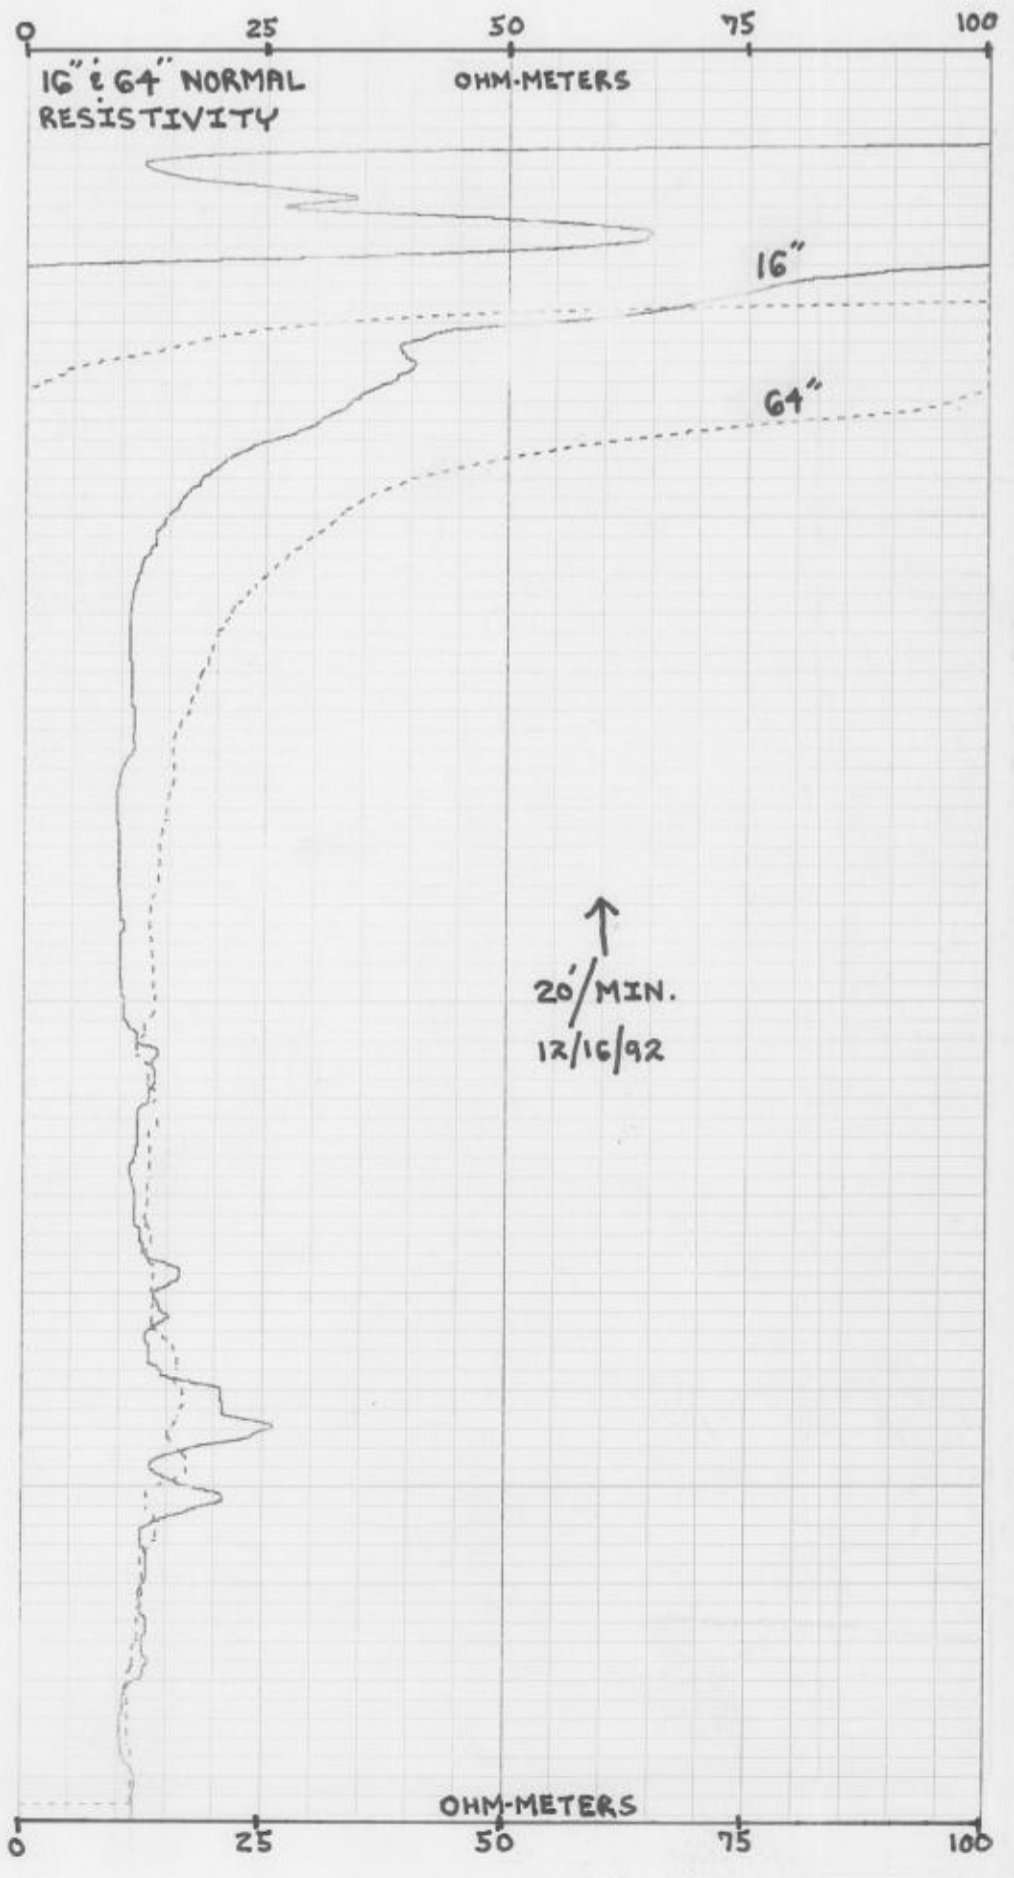 0 25 50 75 100
16" & 64" NORMAL OHM-METERS
RESISTIVITY
16"
64"
20'/MIN.
12/16/92
OHM-METERS
0 25 50 75 100